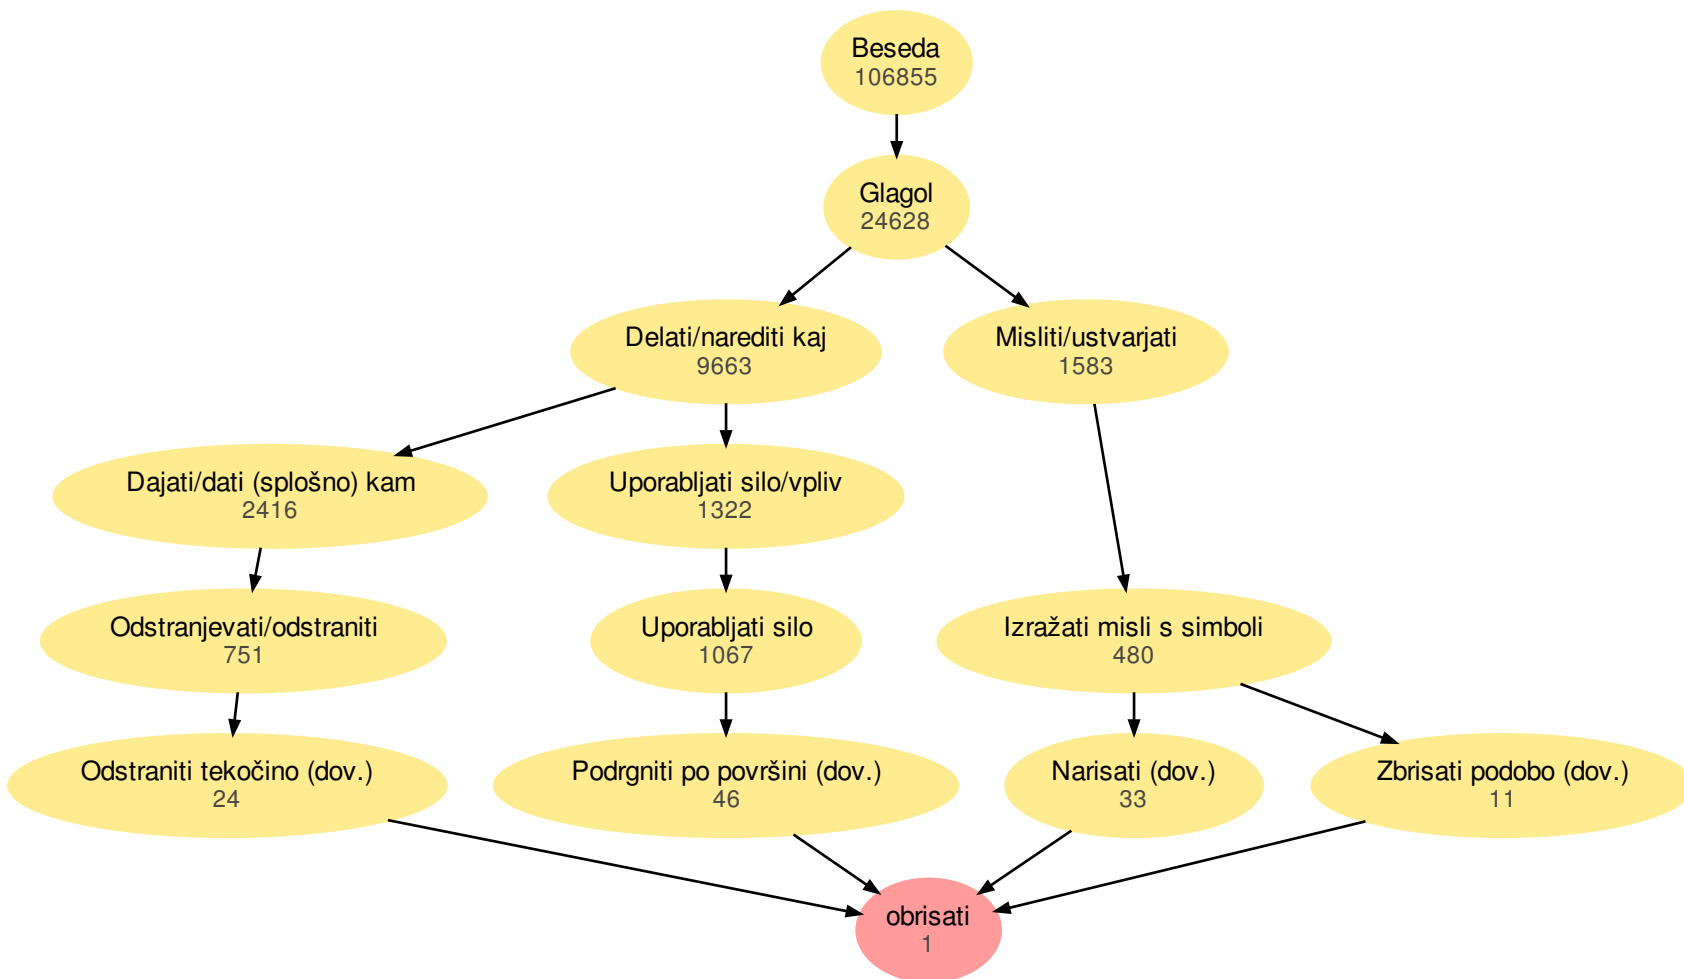 Beseda
106855
Glagol
24628
Delati/narediti kaj
9663
Misliti/ustvarjati
1583
Dajati/dati (splošno) kam
2416
Uporabljati silo/vpliv
1322
Odstranjevati/odstraniti
751
Uporabljati silo
1067
Izražati misli s simboli
480
Odstraniti tekočino (dov.)
24
Podrgniti po površini (dov.)
46
Narisati (dov.)
33
Zbrisati podobo (dov.)
11
obrisati
1